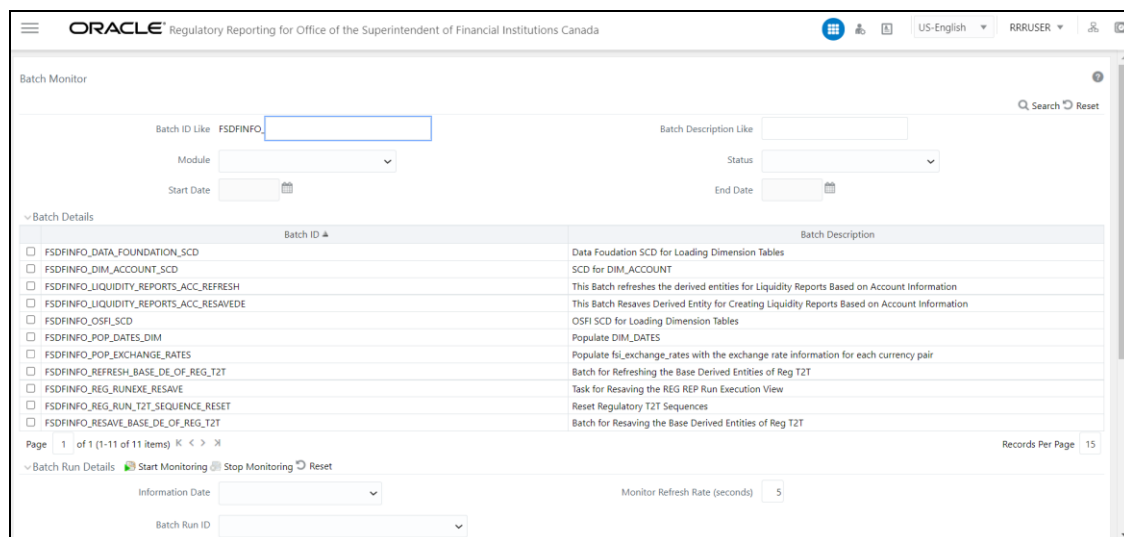 ORACLE® Regulatory Reporting for Office of the Superintendent of Financial Institutions Canada US-English RRRUSER
Batch Monitor
Search Reset
Batch ID Like FSDFINFO_ Batch Description Like
Module Status
Start Date End Date
Batch Details
Batch ID Batch Description
FSDFINFO_DATA_FOUNDATION_SCD Data Foudation SCD for Loading Dimension Tables
FSDFINFO_DIM_ACCOUNT_SCD SCD for DIM_ACCOUNT
FSDFINFO_LIQUIDITY_REPORTS_ACC_REFRESH This Batch refreshes the derived entities for Liquidity Reports Based on Account Information
FSDFINFO_LIQUIDITY_REPORTS_ACC_RESAVEDE This Batch Resaves Derived Entity for Creating Liquidity Reports Based on Account Information
FSDFINFO_OSFI_SCD OSFI SCD for Loading Dimension Tables
FSDFINFO_POP_DATES_DIM Populate DIM_DATES
FSDFINFO_POP_EXCHANGE_RATES Populate fsi_exchange_rates with the exchange rate information for each currency pair
FSDFINFO_REFRESH_BASE_DE_OF_REG_T2T Batch for Refreshing the Base Derived Entities of Reg T2T
FSDFINFO_REG_RUNEXE_RESAVE Task for Resaving the REG REP Run Execution View
FSDFINFO_REG_RUN_T2T_SEQUENCE_RESET Reset Regulatory T2T Sequences
FSDFINFO_RESAVE_BASE_DE_OF_REG_T2T Batch for Resaving the Base Derived Entities of Reg T2T
Page 1 of 1 (1-11 of 11 items) Records Per Page 15
Batch Run Details Start Monitoring Stop Monitoring Reset
Information Date Monitor Refresh Rate (seconds) 5
Batch Run ID